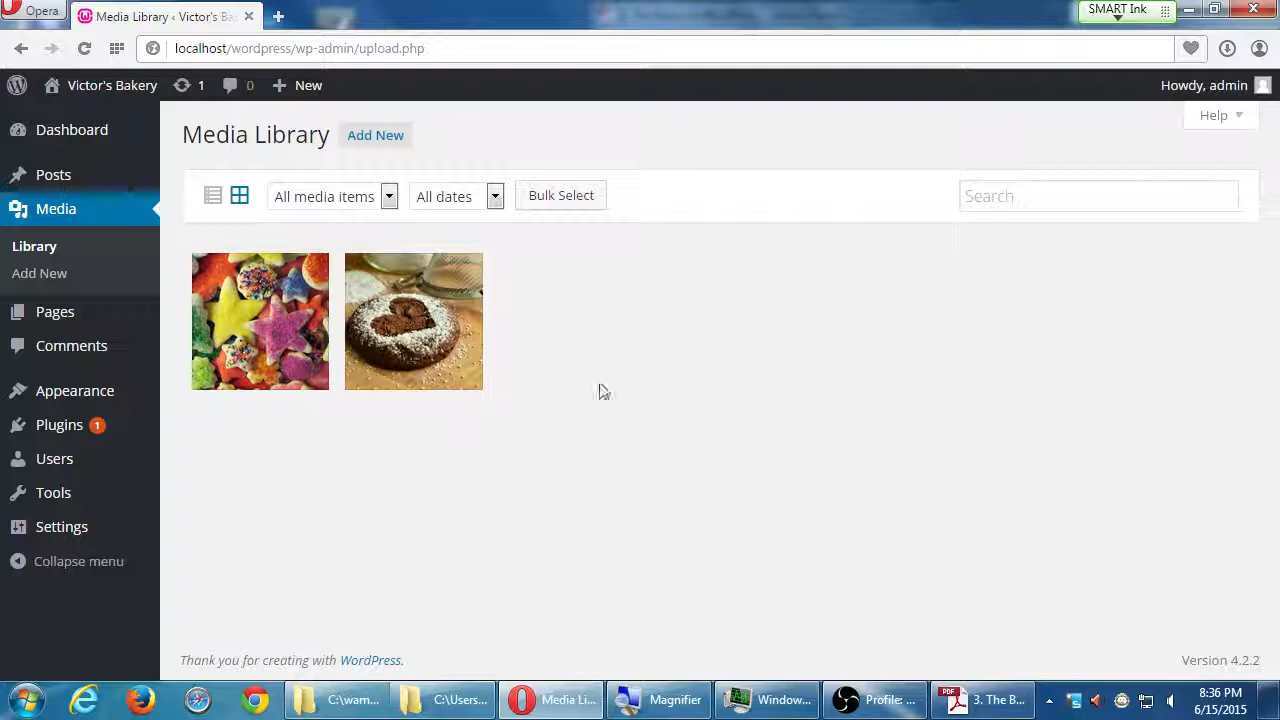 Opera
Media Library ‹ Victor's Ba
SMART Ink
localhost/wordpress/wp-admin/upload.php
Victor's Bakery
1
0
New
Howdy, admin
Dashboard
Posts
Media
Library
Add New
Pages
Comments
Appearance
Plugins 1
Users
Tools
Settings
Collapse menu
Media Library
Add New
Help
All media items
All dates
Bulk Select
Search
Thank you for creating with WordPress.
Version 4.2.2
C:\wam...
C:\Users...
Media Li...
Magnifier
Window...
Profile: ...
PDF
3. The B...
8:36 PM
6/15/2015